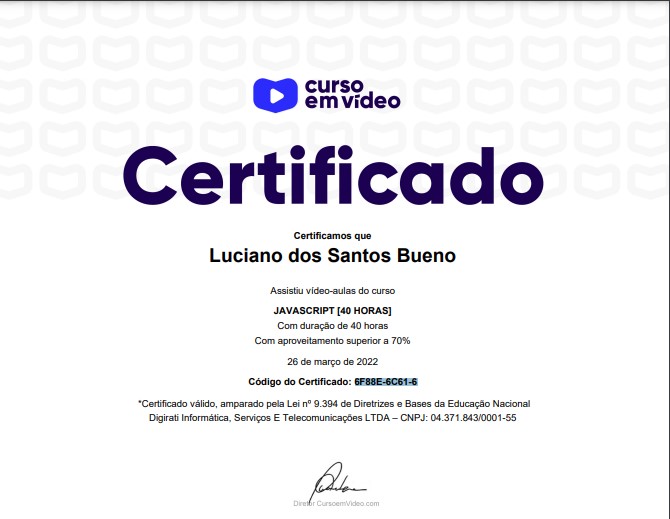 curso
em vídeo
Certificado
Certificamos que
Luciano dos Santos Bueno
Assistiu vídeo-aulas do curso
JAVASCRIPT [40 HORAS]
Com duração de 40 horas
Com aproveitamento superior a 70%
26 de março de 2022
Código do Certificado: 6F88E-6C61-6
*Certificado válido, amparado pela Lei nº 9.394 de Diretrizes e Bases da Educação Nacional
Digirati Informática, Serviços E Telecomunicações LTDA – CNPJ: 04.371.843/0001-55
Diretor CursoemVideo.com